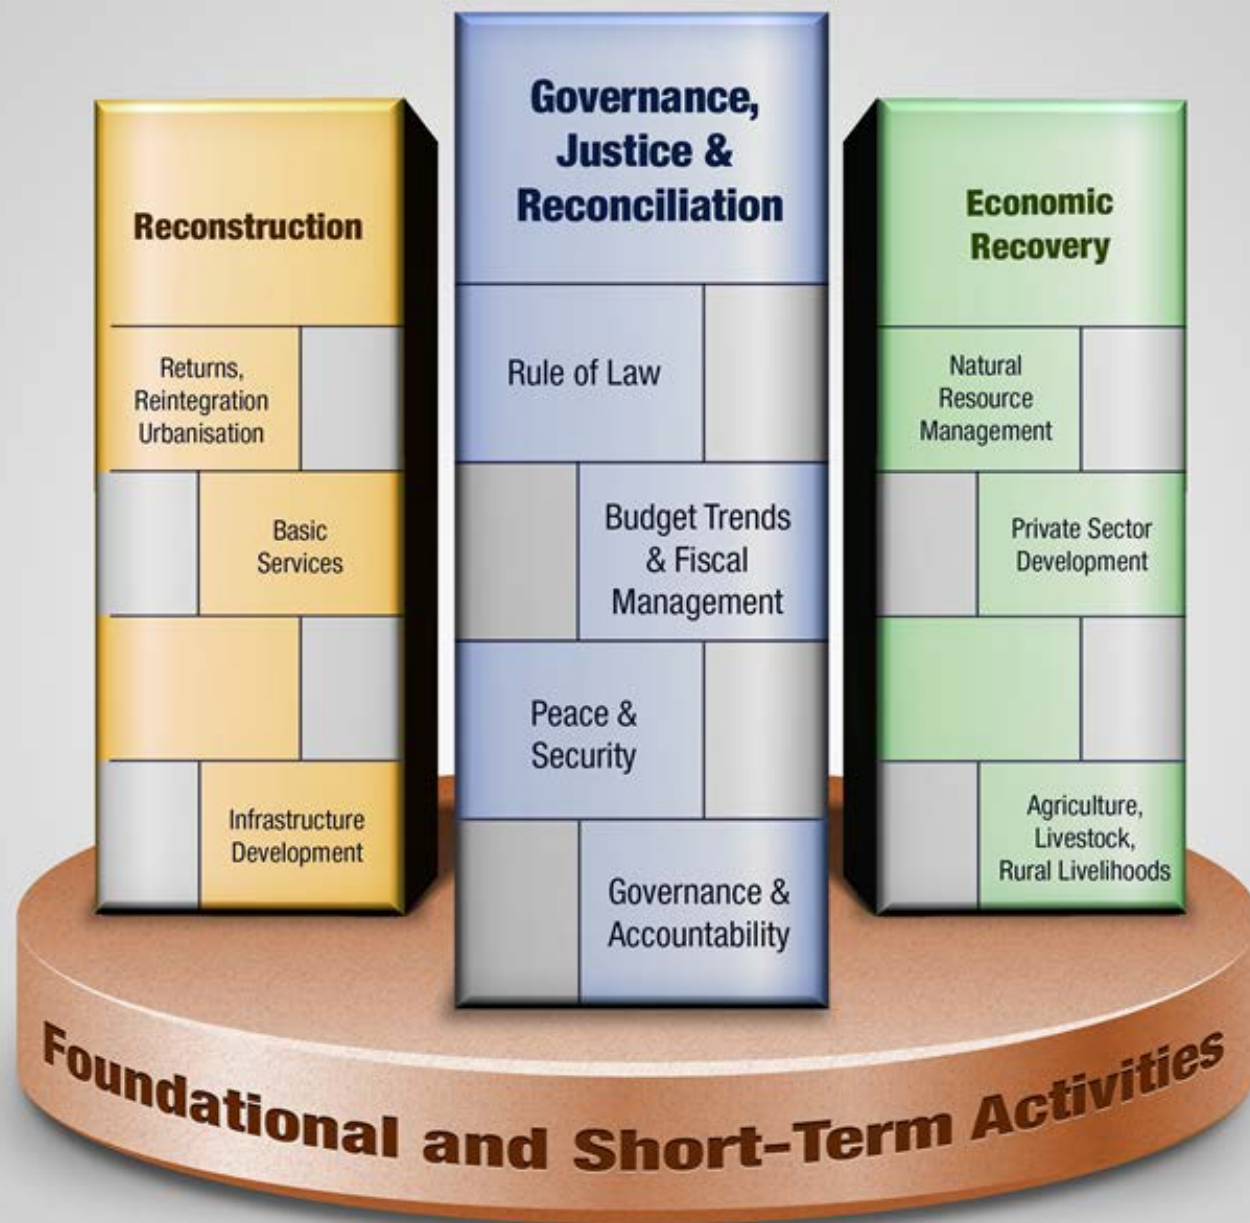 Reconstruction
Returns,
Reintegration
Urbanisation
Basic
Services
Infrastructure
Development
Governance,
Justice &
Reconciliation
Rule of Law
Budget Trends
& Fiscal
Management
Peace &
Security
Governance &
Accountability
Economic
Recovery
Natural
Resource
Management
Private Sector
Development
Agriculture,
Livestock,
Rural Livelihoods
Foundational and Short-Term Activities